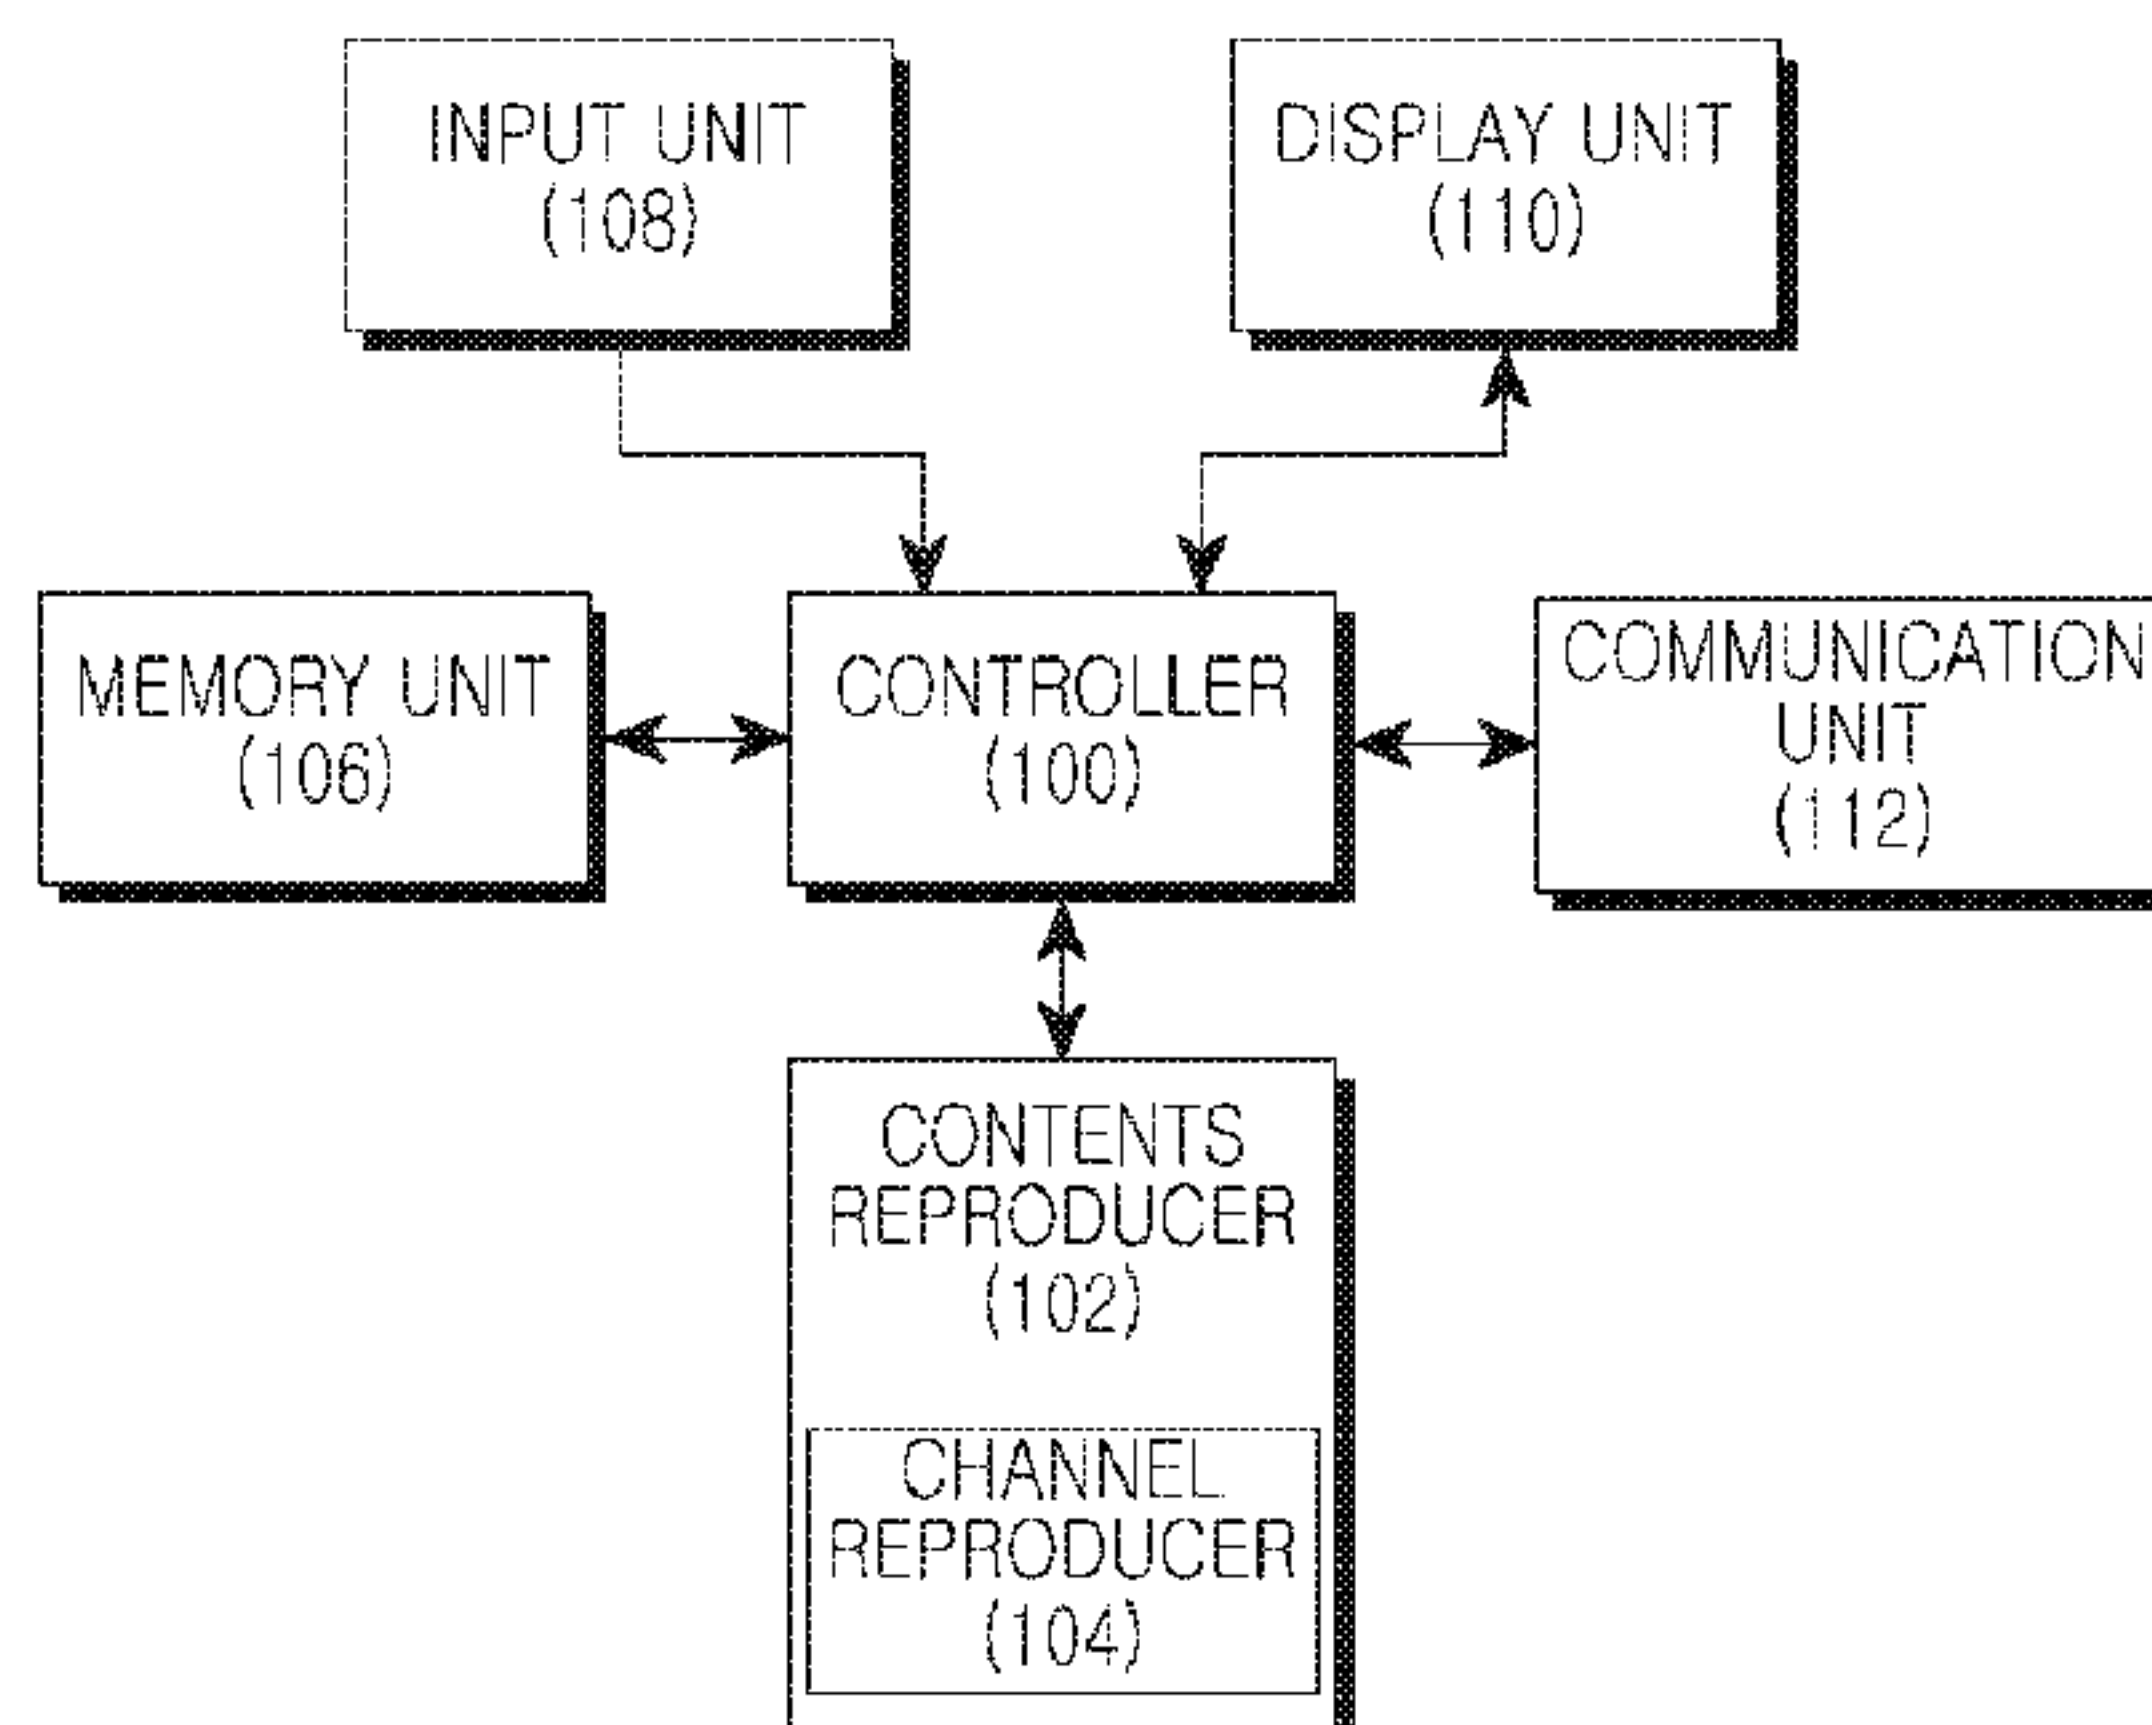 INPUT UNIT
(108)
DISPLAY UNIT
(110)
MEMORY UNIT
(106)
CONTROLLER
(100)
COMMUNICATION
UNIT
(112)
CONTENTS
REPRODUCER
(102)
CHANNEL
REPRODUCER
(104)